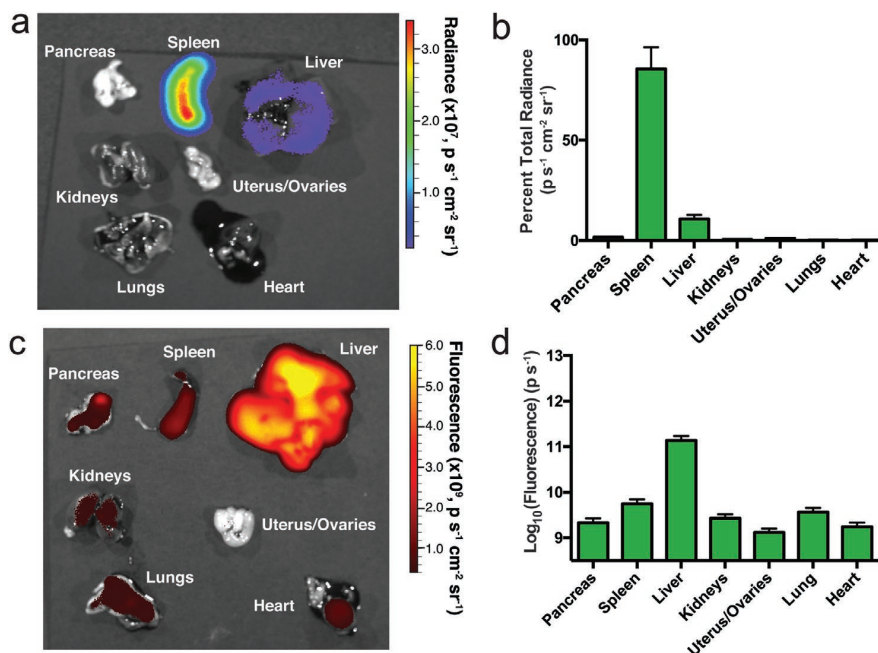 a
Pancreas
Spleen
Liver
Kidneys
Uterus/Ovaries
Lungs
Heart
3.0
2.0
1.0
Radiance (x10⁷, p s⁻¹ cm⁻² sr⁻¹)
b
Percent Total Radiance
(p s⁻¹ cm⁻² sr⁻¹)
100
50
0
Pancreas
Spleen
Liver
Kidneys
Uterus/Ovaries
Lungs
Heart
c
Pancreas
Spleen
Liver
Kidneys
Uterus/Ovaries
Lungs
Heart
6.0
5.0
4.0
3.0
2.0
1.0
Fluorescence (x10⁹, p s⁻¹ cm⁻² sr⁻¹)
d
Log₁₀(Fluorescence) (p s⁻¹)
13
12
11
10
9
Pancreas
Spleen
Liver
Kidneys
Uterus/Ovaries
Lung
Heart